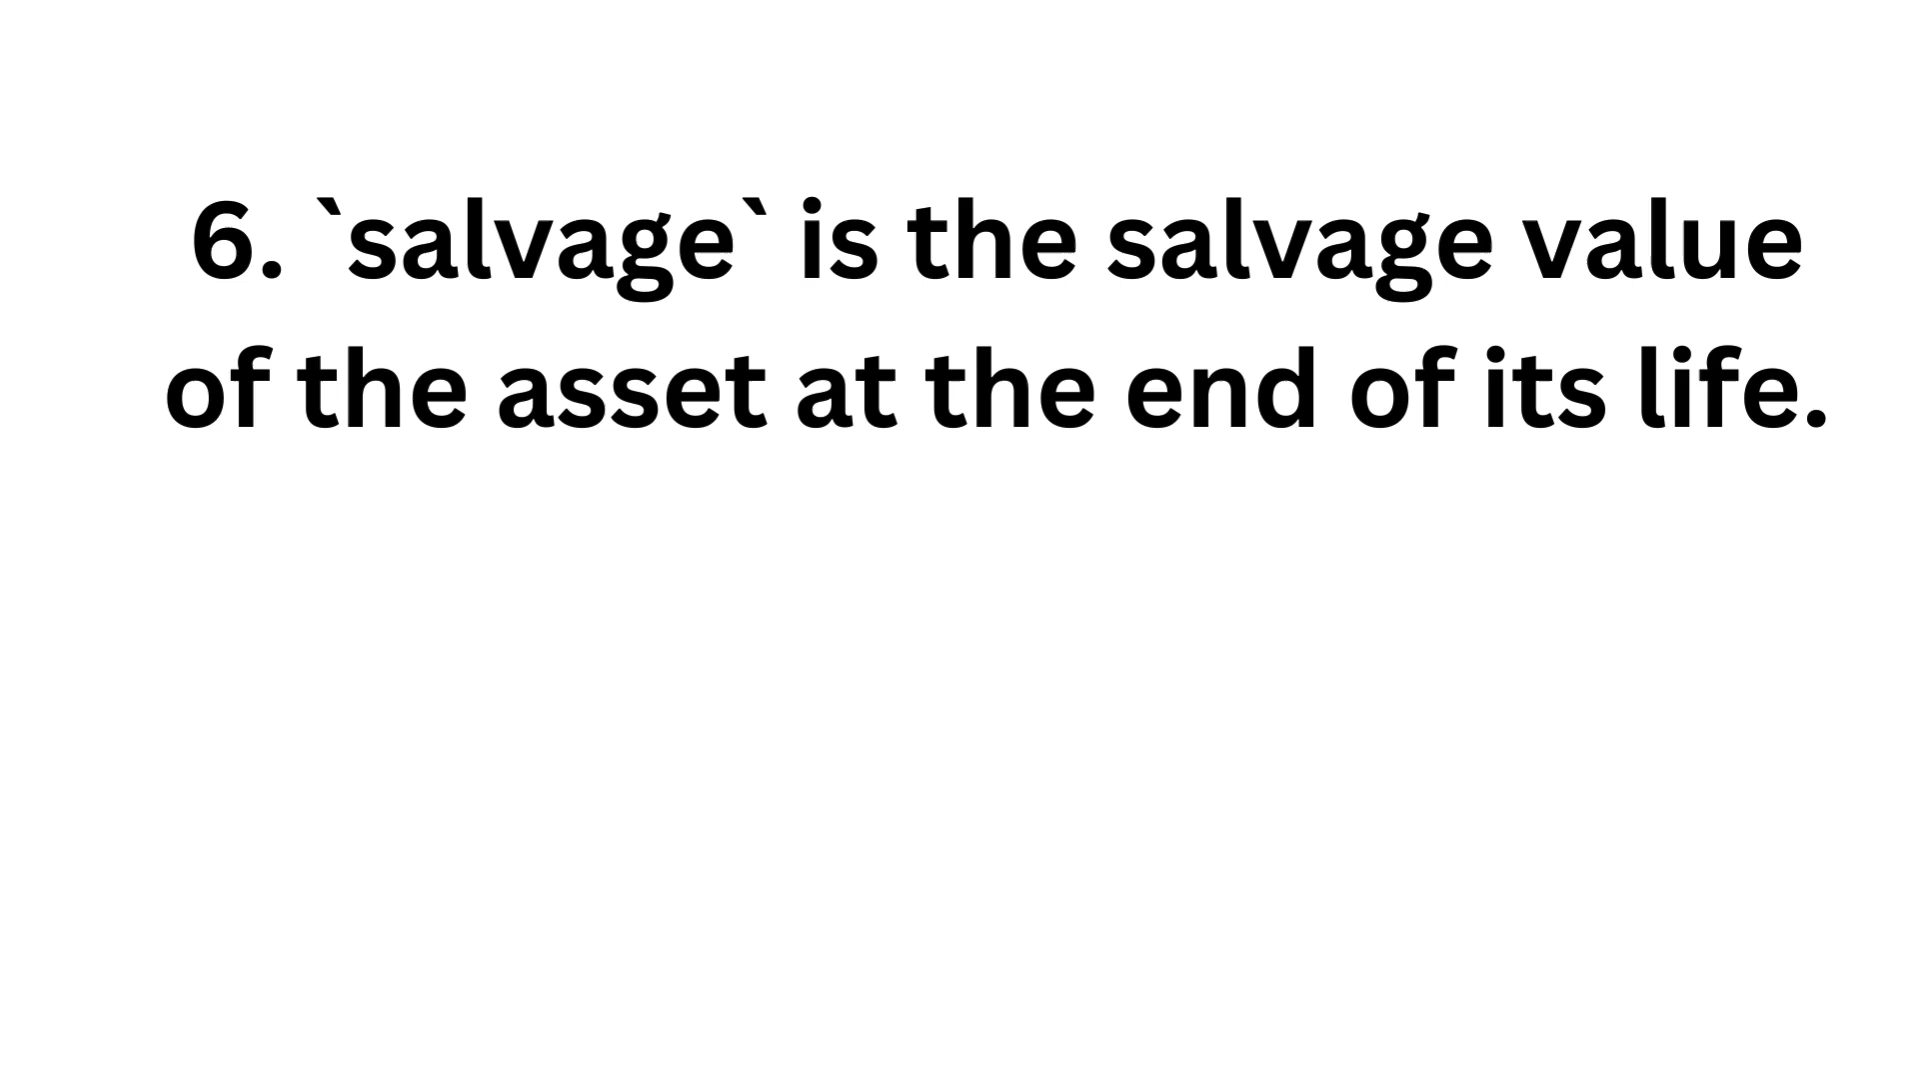 6. `salvage` is the salvage value
of the asset at the end of its life.